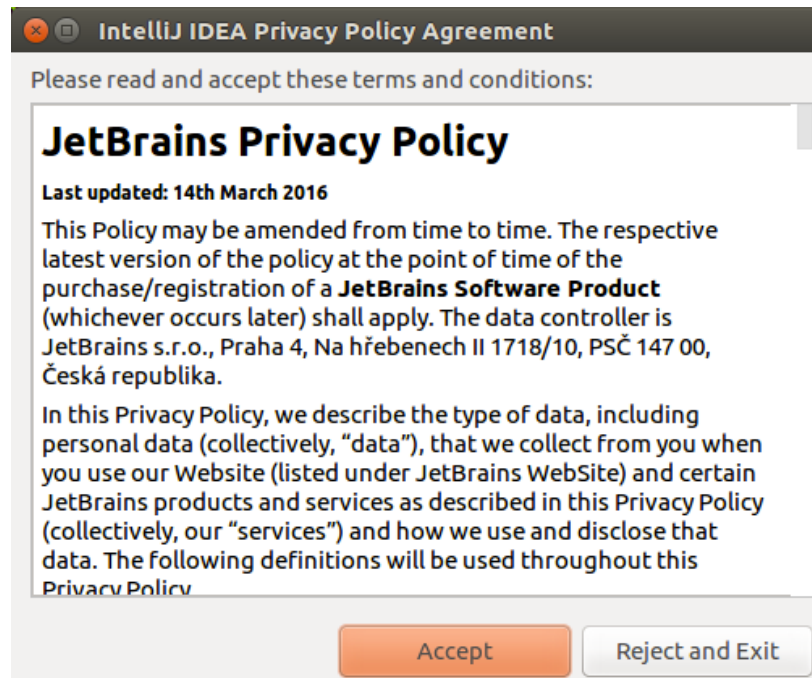 IntelliJ IDEA Privacy Policy Agreement
Please read and accept these terms and conditions:
JetBrains Privacy Policy
Last updated: 14th March 2016
This Policy may be amended from time to time. The respective
latest version of the policy at the point of time of the
purchase/registration of a JetBrains Software Product
(whichever occurs later) shall apply. The data controller is
JetBrains s.r.o., Praha 4, Na hřebenech II 1718/10, PSČ 147 00,
Česká republika.
In this Privacy Policy, we describe the type of data, including
personal data (collectively, “data”), that we collect from you when
you use our Website (listed under JetBrains WebSite) and certain
JetBrains products and services as described in this Privacy Policy
(collectively, our “services”) and how we use and disclose that
data. The following definitions will be used throughout this
Privacy Policy
Accept Reject and Exit